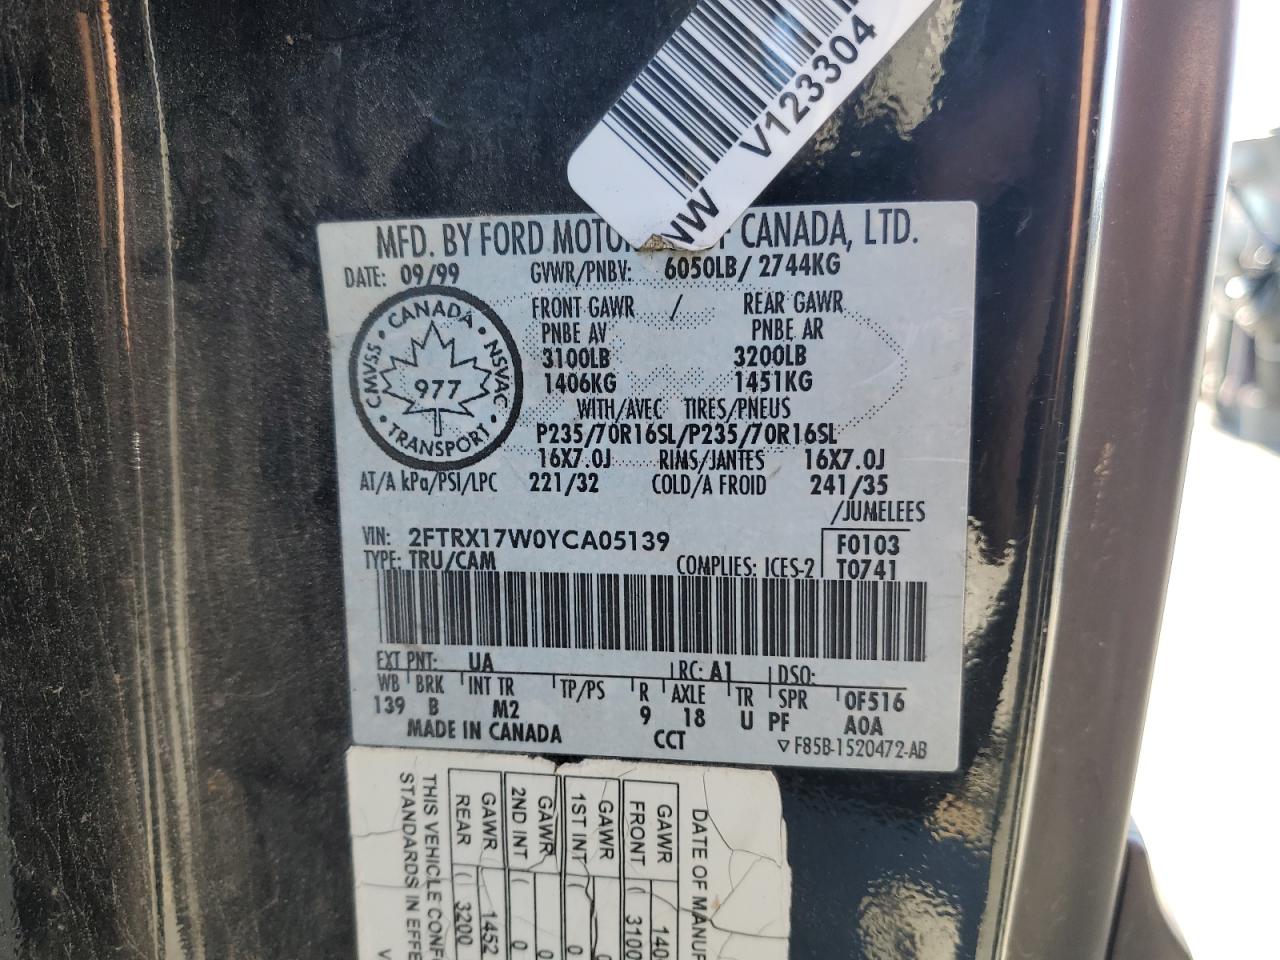 V123304
NW
MFD. BY FORD MOTOR CANADA, LTD.
DATE: 09/99 GVWR/PNBV: 6050LB/2744KG
FRONT GAWR / REAR GAWR
PNBE AV PNBE AR
3100LB 3200LB
1406KG 1451KG
CANADA · NSVAC · TRANSPORT · CMVSS ·
977
WITH/AVEC TIRES/PNEUS
P235/70R16SL/P235/70R16SL
16X7.0J RIMS/JANTES 16X7.0J
AT/A kPa/PSI/LPC 221/32 COLD/A FROID 241/35
/JUMELEES
VIN: 2FTRX17W0YCA05139 F0103
TYPE: TRU/CAM COMPLIES: ICES-2 T0741
EXT PNT: UA RC: A1 DSO:
WB BRK INT TR TP/PS R AXLE TR SPR 0F516
139 B M2 9 18 U PF A0A
MADE IN CANADA CCT ▽F85B-1520472-AB
DATE OF MANUF
GAWR 140
FRONT ( 3100
GAWR 0
1ST INT ( 0
GAWR 0
2ND INT ( 0
GAWR 1452
REAR ( 3200
THIS VEHICLE CONF
STANDARDS IN EFFE
V